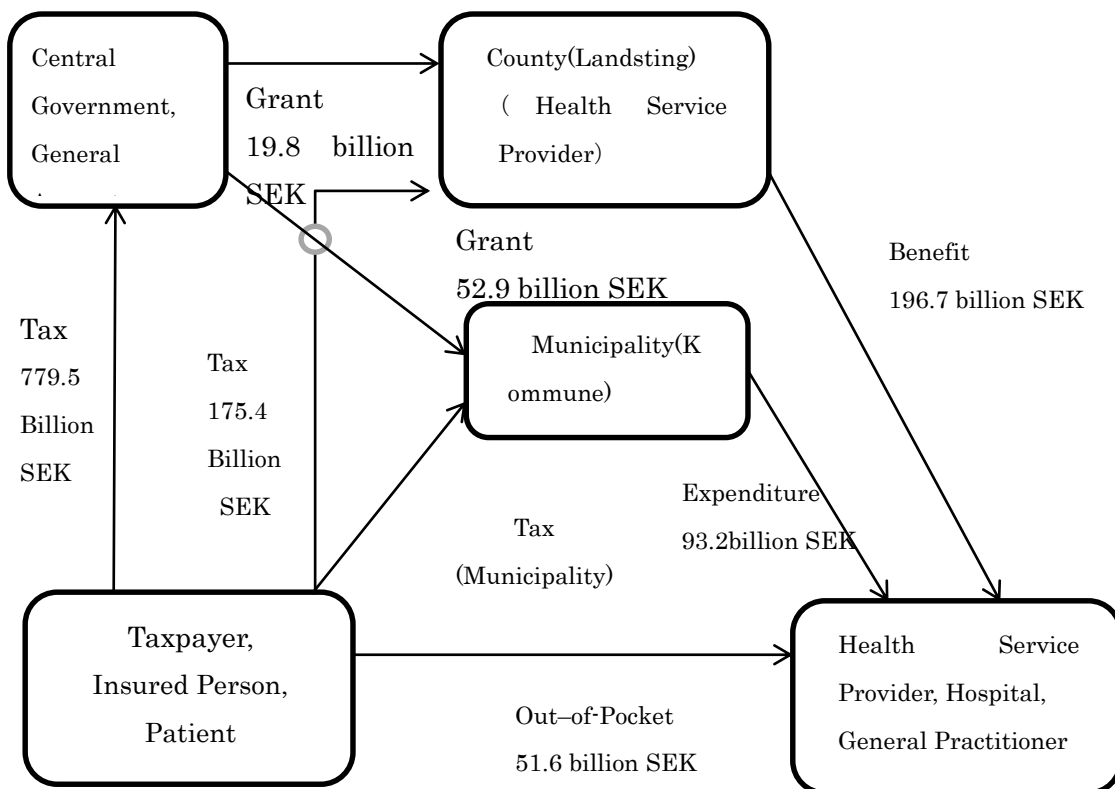 Central
Government,
General
County(Landsting)
( Health Service
Provider)
Grant
19.8 billion
SEK
Grant
52.9 billion SEK
Benefit
196.7 billion SEK
Tax
779.5
Billion
SEK
Tax
175.4
Billion
SEK
Municipality(K
ommune)
Expenditure
93.2billion SEK
Tax
(Municipality)
Taxpayer,
Insured Person,
Patient
Out–of-Pocket
51.6 billion SEK
Health Service
Provider, Hospital,
General Practitioner